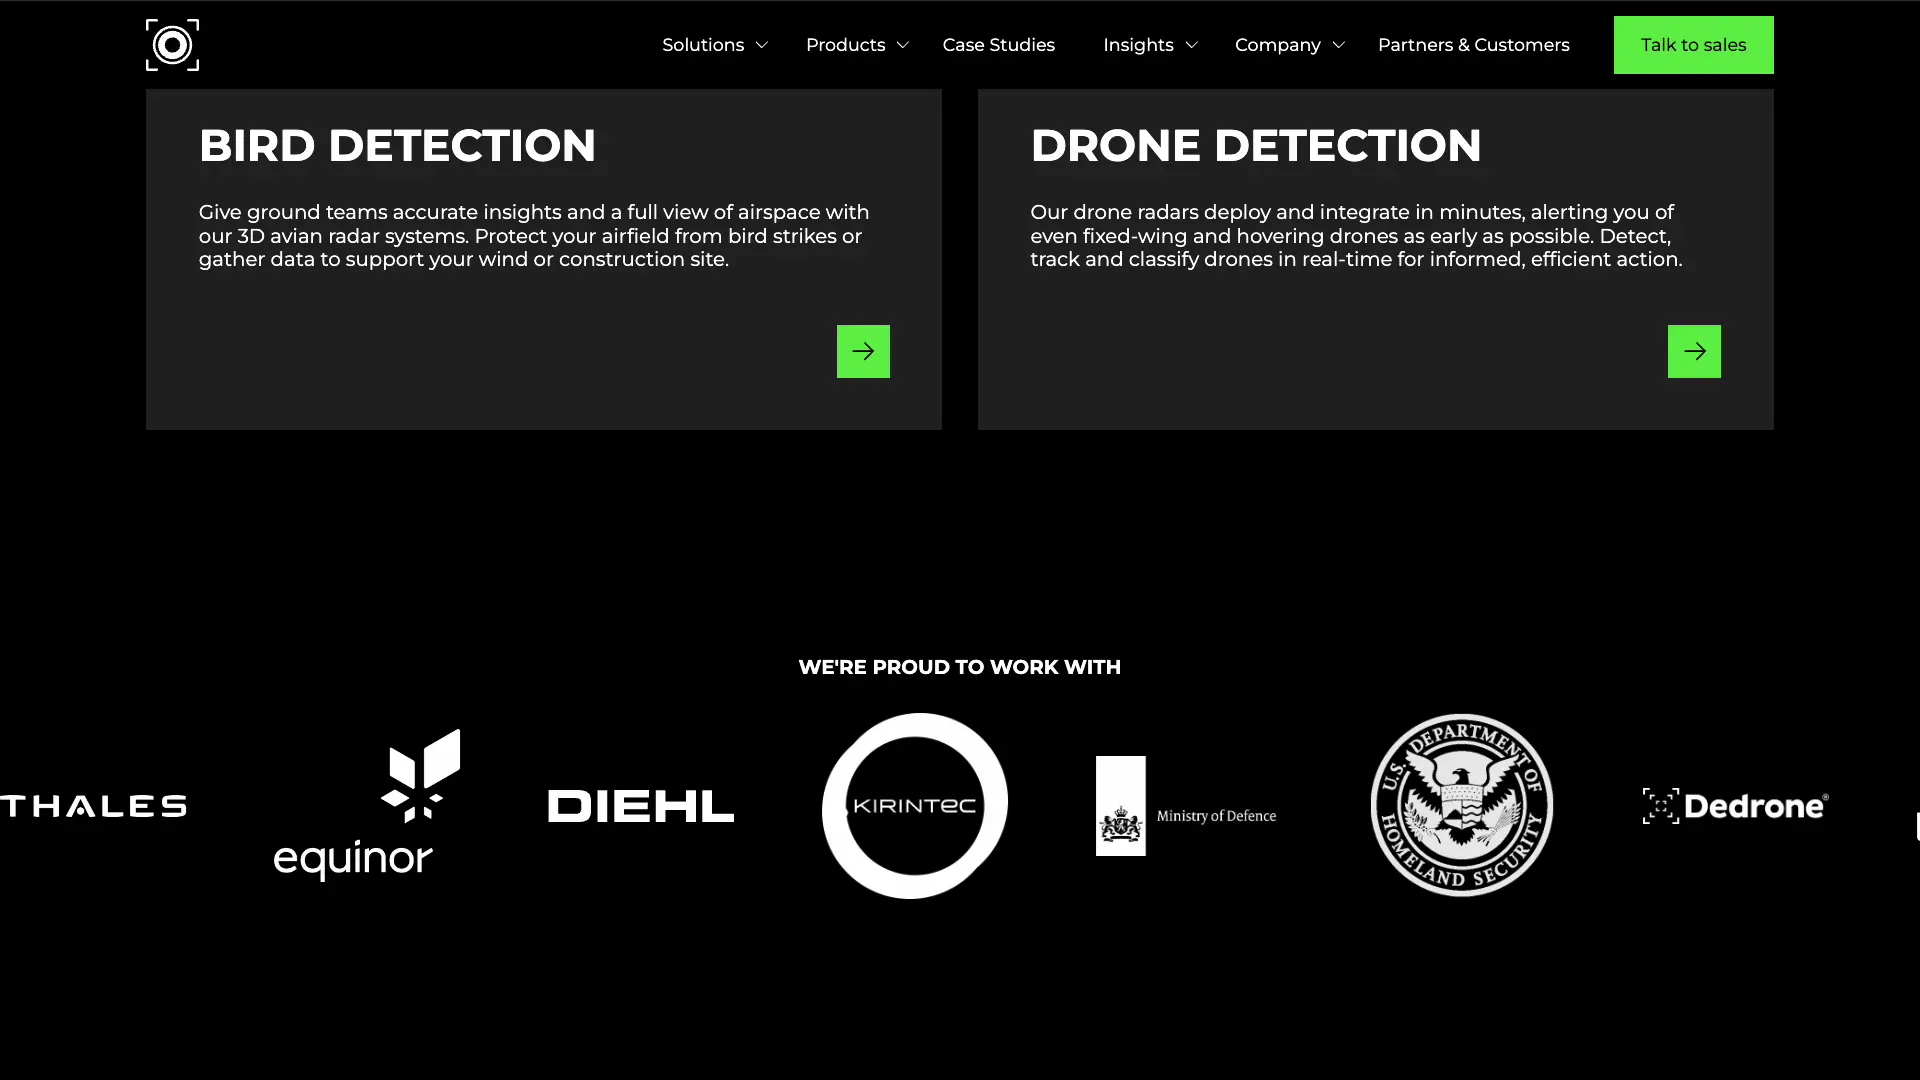 Solutions
Products
Case Studies
Insights
Company
Partners & Customers
Talk to sales
BIRD DETECTION
Give ground teams accurate insights and a full view of airspace with
our 3D avian radar systems. Protect your airfield from bird strikes or
gather data to support your wind or construction site.
DRONE DETECTION
Our drone radars deploy and integrate in minutes, alerting you of
even fixed-wing and hovering drones as early as possible. Detect,
track and classify drones in real-time for informed, efficient action.
WE'RE PROUD TO WORK WITH
THALES
equinor
DIEHL
KIRINTEC
Ministry of Defence
U.S. DEPARTMENT OF
HOMELAND SECURITY
Dedrone®